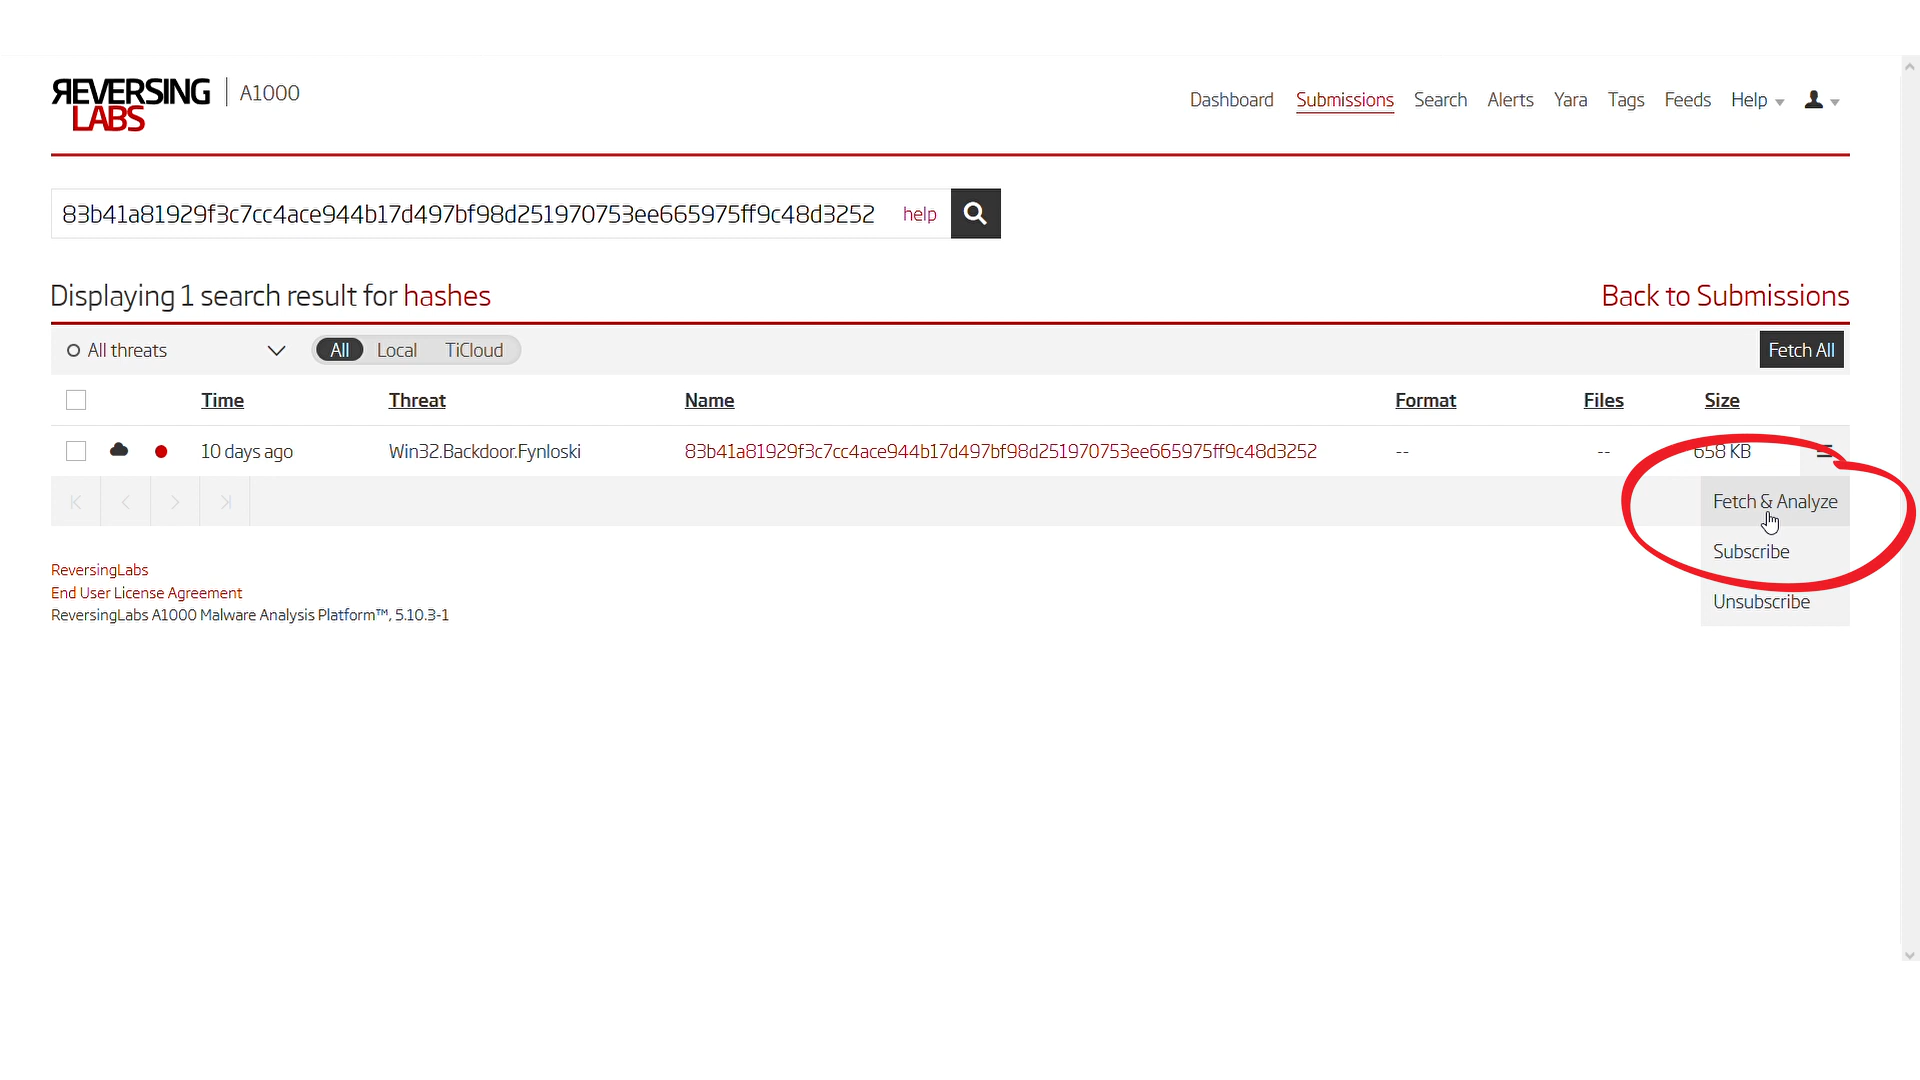 REVERSING
LABS
A1000
Dashboard Submissions Search Alerts Yara Tags Feeds Help
83b41a81929f3c7cc4ace944b17d497bf98d251970753ee665975ff9c48d3252 help
Displaying 1 search result for hashes
Back to Submissions
All threats All Local TiCloud Fetch All
Time Threat Name Format Files Size
10 days ago Win32.Backdoor.Fynloski 83b41a81929f3c7cc4ace944b17d497bf98d251970753ee665975ff9c48d3252 -- -- 658 KB
Fetch & Analyze
Subscribe
Unsubscribe
ReversingLabs
End User License Agreement
ReversingLabs A1000 Malware Analysis Platform™, 5.10.3-1